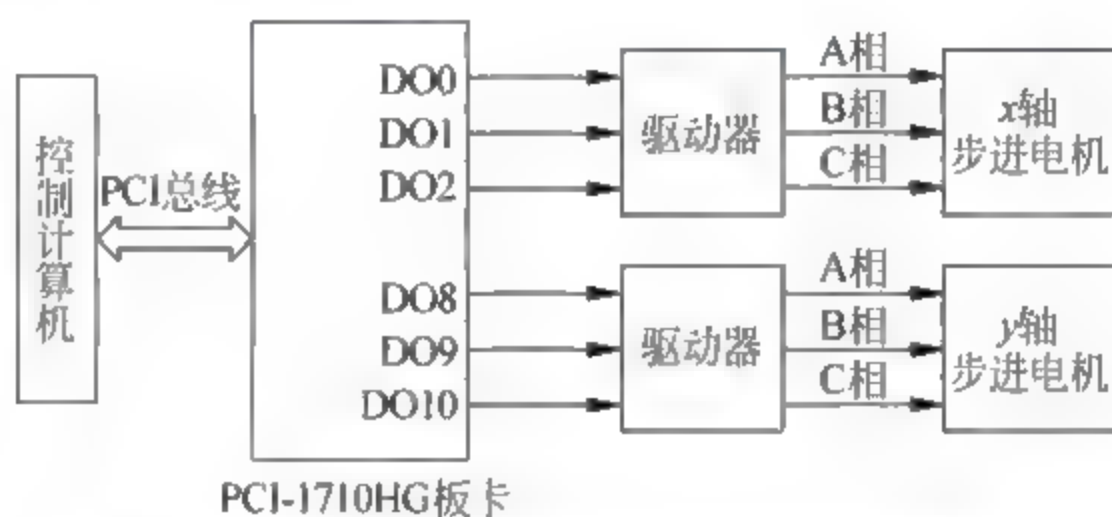 控制计算机
PCI总线
DO0
DO1
DO2
DO8
DO9
DO10
PCI-1710HG板卡
驱动器
A相
B相
C相
x轴
步进电机
驱动器
A相
B相
C相
y轴
步进电机